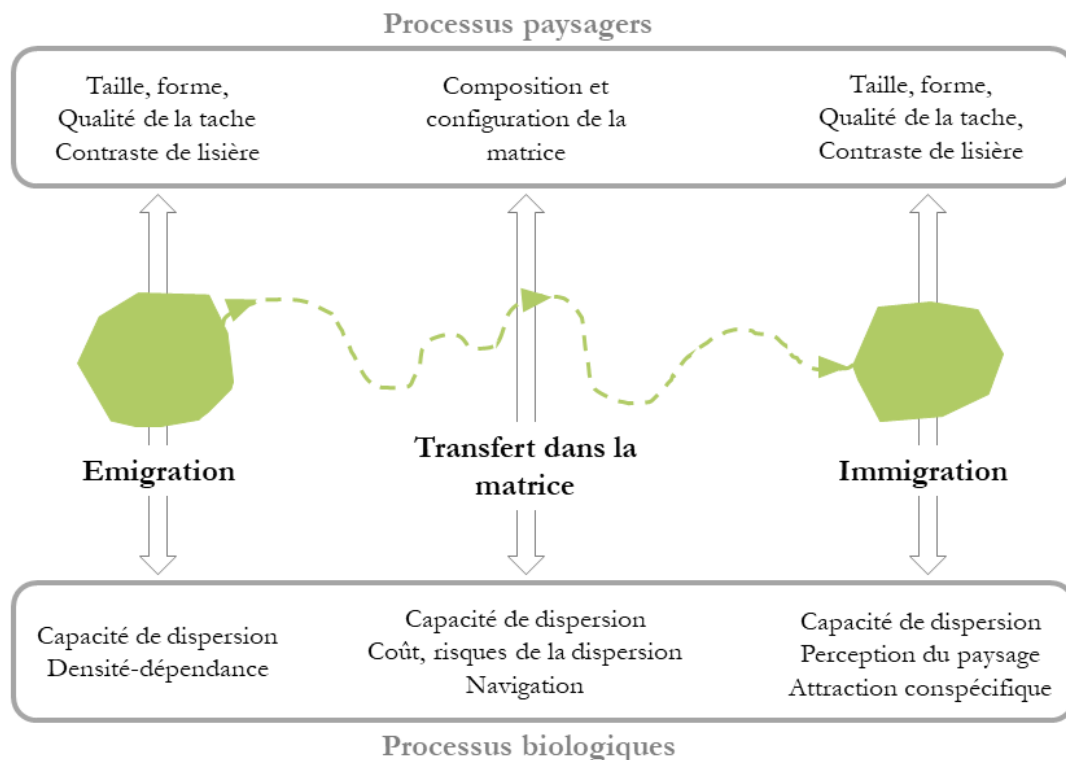 Processus paysagers
Taille, forme,
Qualité de la tache
Contraste de lisière
Composition et
configuration de la
matrice
Taille, forme,
Qualité de la tache,
Contraste de lisière
Emigration
Transfert dans la
matrice
Immigration
Capacité de dispersion
Densité-dépendance
Capacité de dispersion
Coût, risques de la dispersion
Navigation
Capacité de dispersion
Perception du paysage
Attraction conspécifique
Processus biologiques